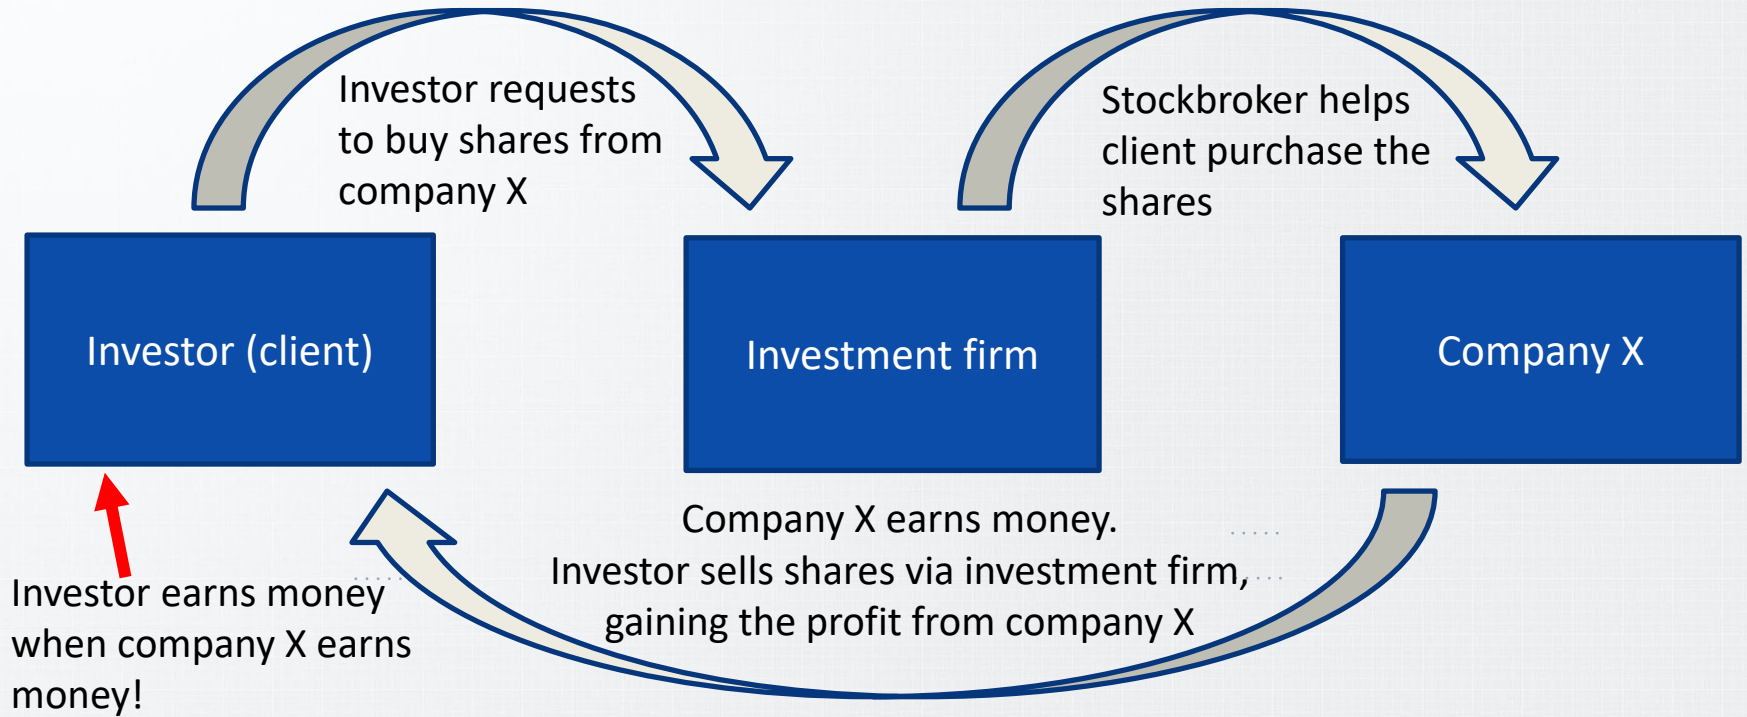 Investor requests
to buy shares from
company X
Stockbroker helps
client purchase the
shares
Investor (client)
Investment firm
Company X
Company X earns money.
Investor sells shares via investment firm,
gaining the profit from company X
Investor earns money
when company X earns
money!